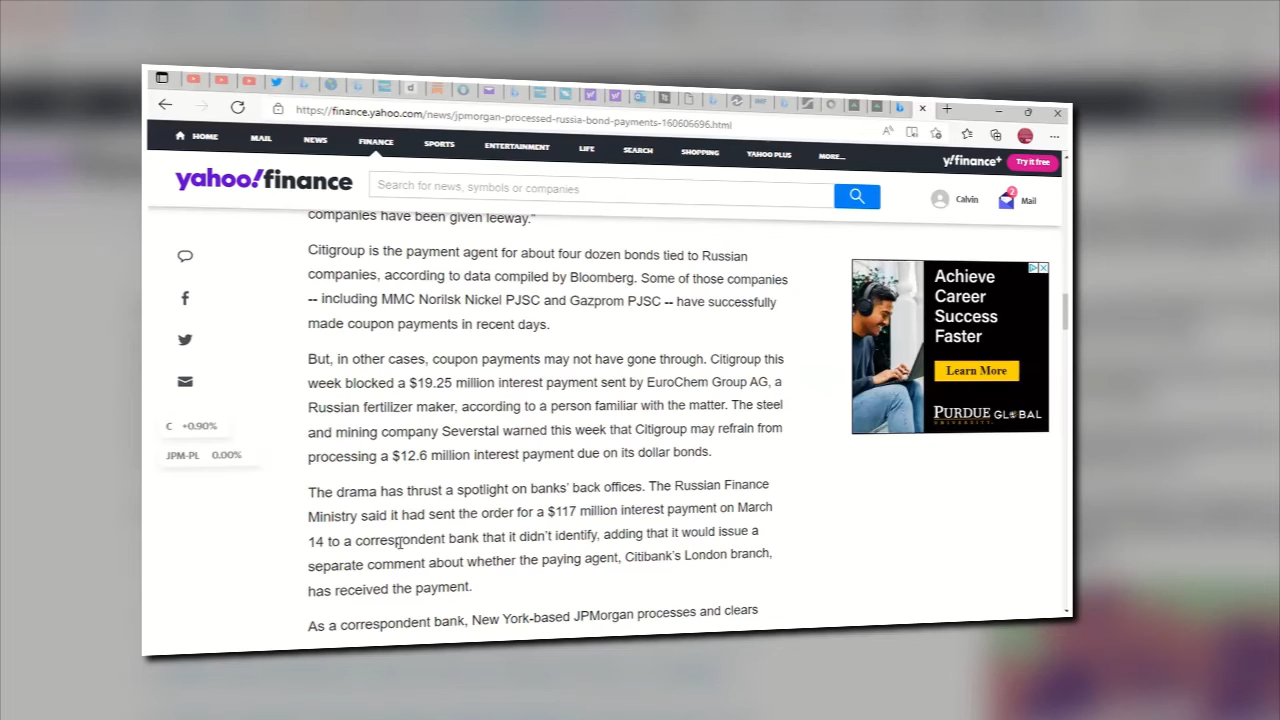 https://finance.yahoo.com/news/jpmorgan-processed-russia-bond-payments-160606696.html
HOME MAIL NEWS FINANCE SPORTS ENTERTAINMENT LIFE SEARCH SHOPPING YAHOO PLUS MORE... y!finance+ Try it free
yahoo!finance Search for news, symbols or companies Calvin 2 Mail
companies have been given leeway."
Citigroup is the payment agent for about four dozen bonds tied to Russian
companies, according to data compiled by Bloomberg. Some of those companies
-- including MMC Norilsk Nickel PJSC and Gazprom PJSC -- have successfully
made coupon payments in recent days.
But, in other cases, coupon payments may not have gone through. Citigroup this
week blocked a $19.25 million interest payment sent by EuroChem Group AG, a
Russian fertilizer maker, according to a person familiar with the matter. The steel
and mining company Severstal warned this week that Citigroup may refrain from
processing a $12.6 million interest payment due on its dollar bonds.
The drama has thrust a spotlight on banks' back offices. The Russian Finance
Ministry said it had sent the order for a $117 million interest payment on March
14 to a correspondent bank that it didn't identify, adding that it would issue a
separate comment about whether the paying agent, Citibank's London branch,
has received the payment.
As a correspondent bank, New York-based JPMorgan processes and clears
C +0.90%
JPM-PL 0.00%
Achieve
Career
Success
Faster
Learn More
PURDUE GLOBAL
UNIVERSITY